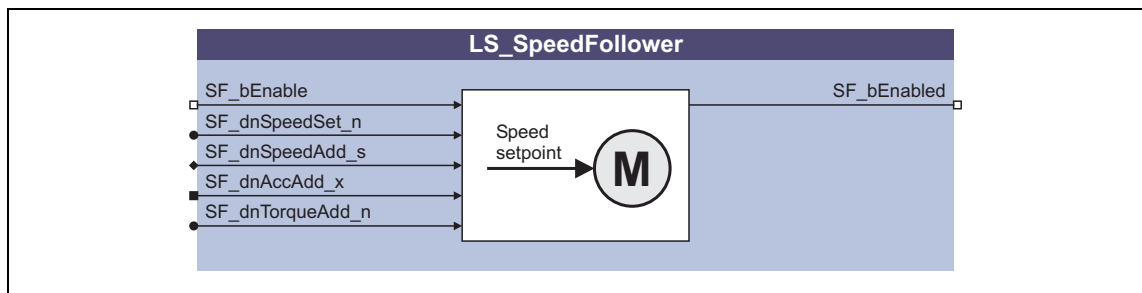 LS_SpeedFollower
SF_bEnable
SF_bEnabled
SF_dnSpeedSet_n
SF_dnSpeedAdd_s
SF_dnAccAdd_x
SF_dnTorqueAdd_n
Speed
setpoint
M